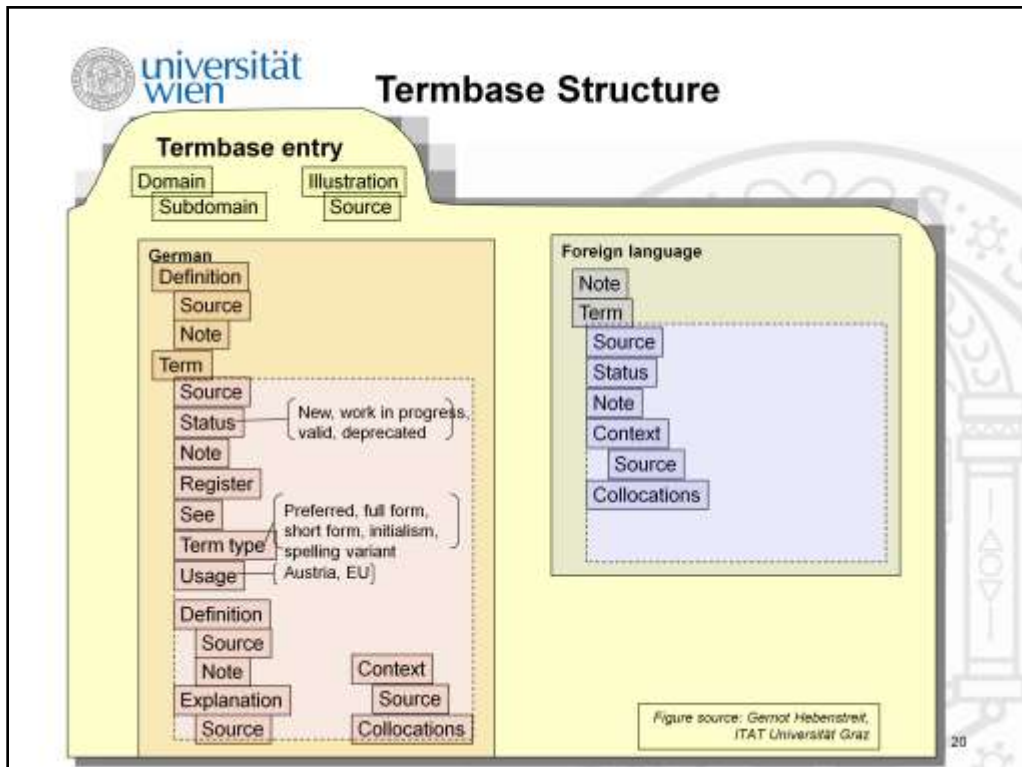 universität
wien
Termbase Structure
Termbase entry
Domain
Subdomain
Illustration
Source
German
Definition
Source
Note
Term
Source
Status
New, work in progress,
valid, deprecated
Note
Register
See
Term type
Preferred, full form,
short form, initialism,
spelling variant
Usage
Austria, EU
Definition
Source
Note
Explanation
Source
Context
Source
Collocations
Foreign language
Note
Term
Source
Status
Note
Context
Source
Collocations
Figure source: Gernot Hebenstreit,
ITAT Universität Graz
20